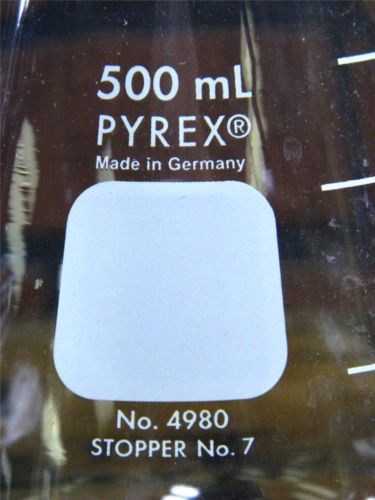 500 mL
PYREX®
Made in Germany
No. 4980
STOPPER No. 7